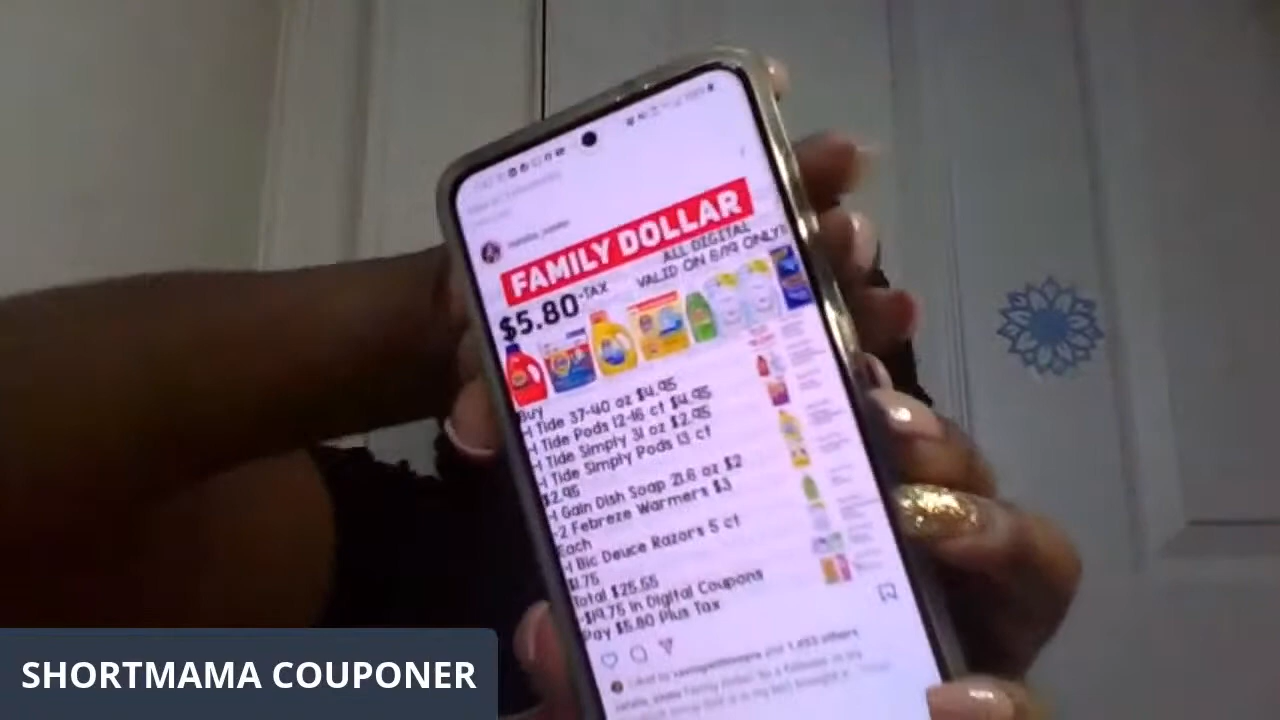 FAMILY DOLLAR
ALL DIGITAL
$5.80 +TAX
VALID ON 6/19 ONLY!!
Buy
-1 Tide 37-40 oz $4.95
-1 Tide Pods 12-16 ct $4.95
-1 Tide Simply 31 oz $2.95
-1 Tide Simply Pods 13 ct
$2.95
-1 Gain Dish Soap 21.6 oz $2
-2 Febreze Warmers $3
Each
-1 Bic Deuce Razors 5 ct
$1.75
Total $25.55
-$19.75 in Digital Coupons
Pay $5.80 Plus Tax
SHORTMAMA COUPONER